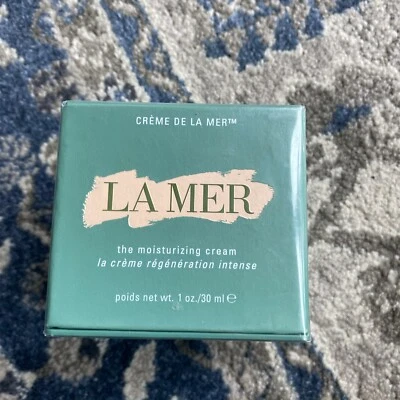 CRÈME DE LA MER™
LA MER
the moisturizing cream
la crème régénération intense
poids net wt. 1 oz./30 ml ℮